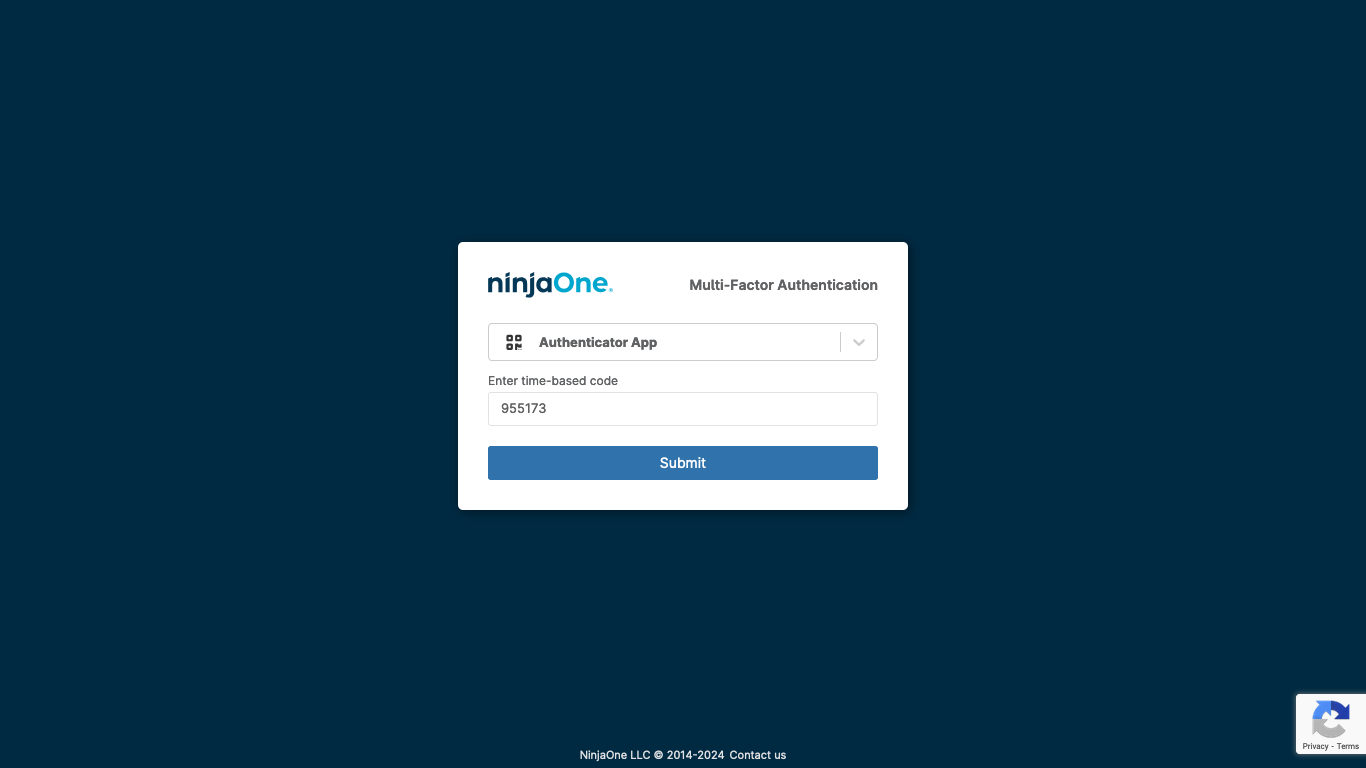 ninjaOne.
Multi-Factor Authentication
Authenticator App
Enter time-based code
955173
Submit
NinjaOne LLC © 2014-2024 Contact us
Privacy - Terms